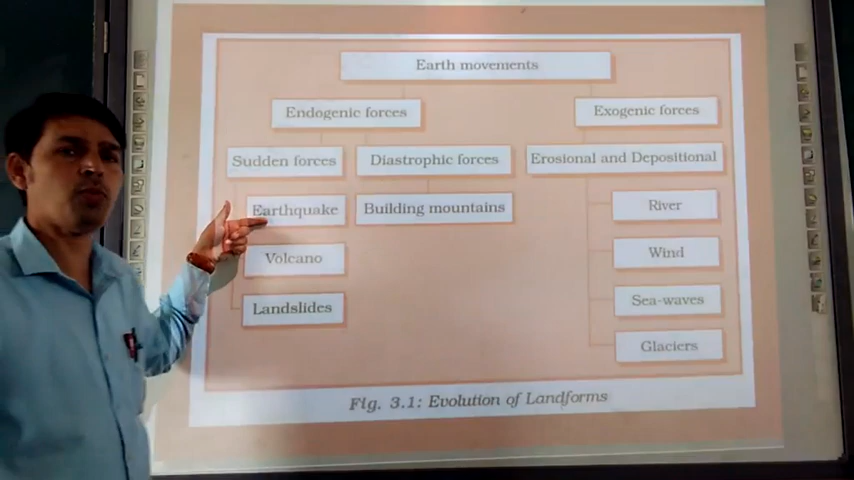 Earth movements
Endogenic forces
Exogenic forces
Sudden forces
Diastrophic forces
Erosional and Depositional
Earthquake
Building mountains
River
Volcano
Wind
Landslides
Sea-waves
Glaciers
Fig. 3.1: Evolution of Landforms